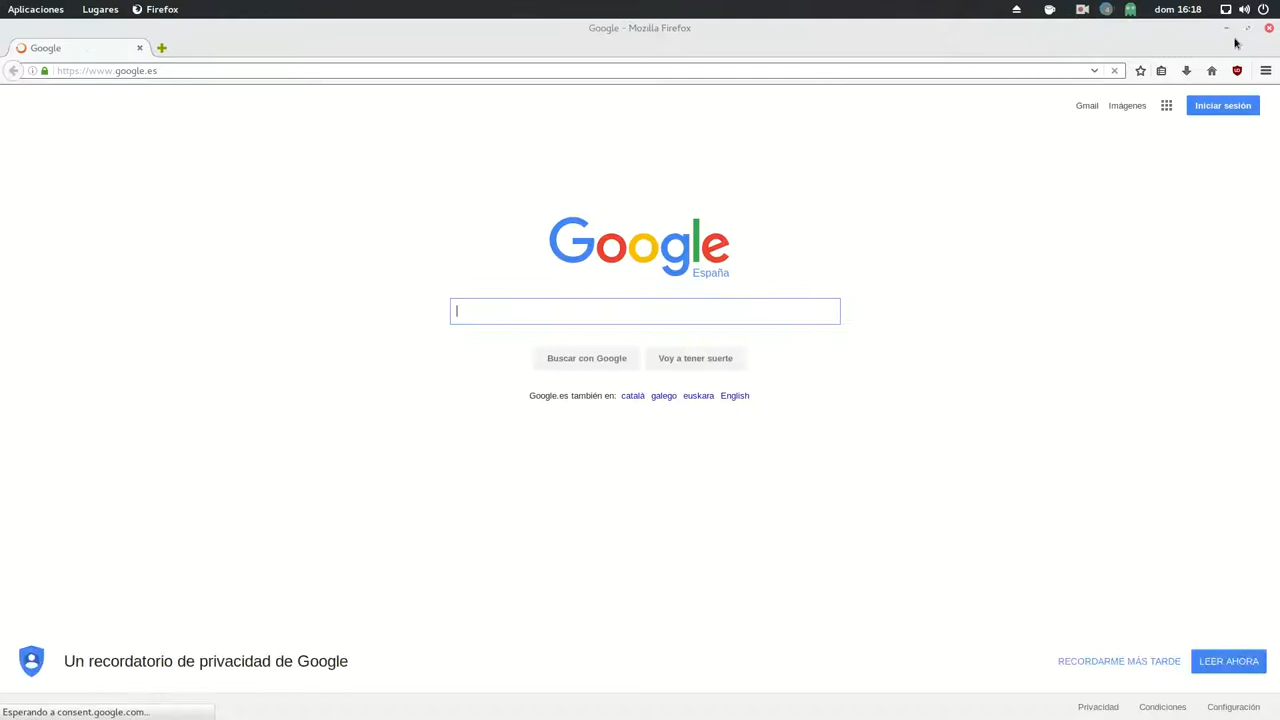 Aplicaciones Lugares Firefox dom 16:18
Google - Mozilla Firefox
Google
https://www.google.es
Gmail Imágenes Iniciar sesión
Google
España
Buscar con Google Voy a tener suerte
Google.es también en: català galego euskara English
Un recordatorio de privacidad de Google RECORDARME MÁS TARDE LEER AHORA
Privacidad Condiciones Configuración
Esperando a consent.google.com...